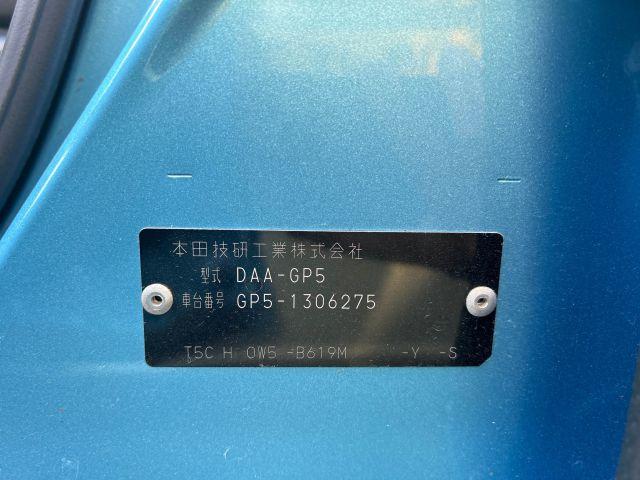 本田技研工業株式会社
型式 DAA-GP5
車台番号 GP5-1306275
T5C H 0W5 -B619M -Y -S